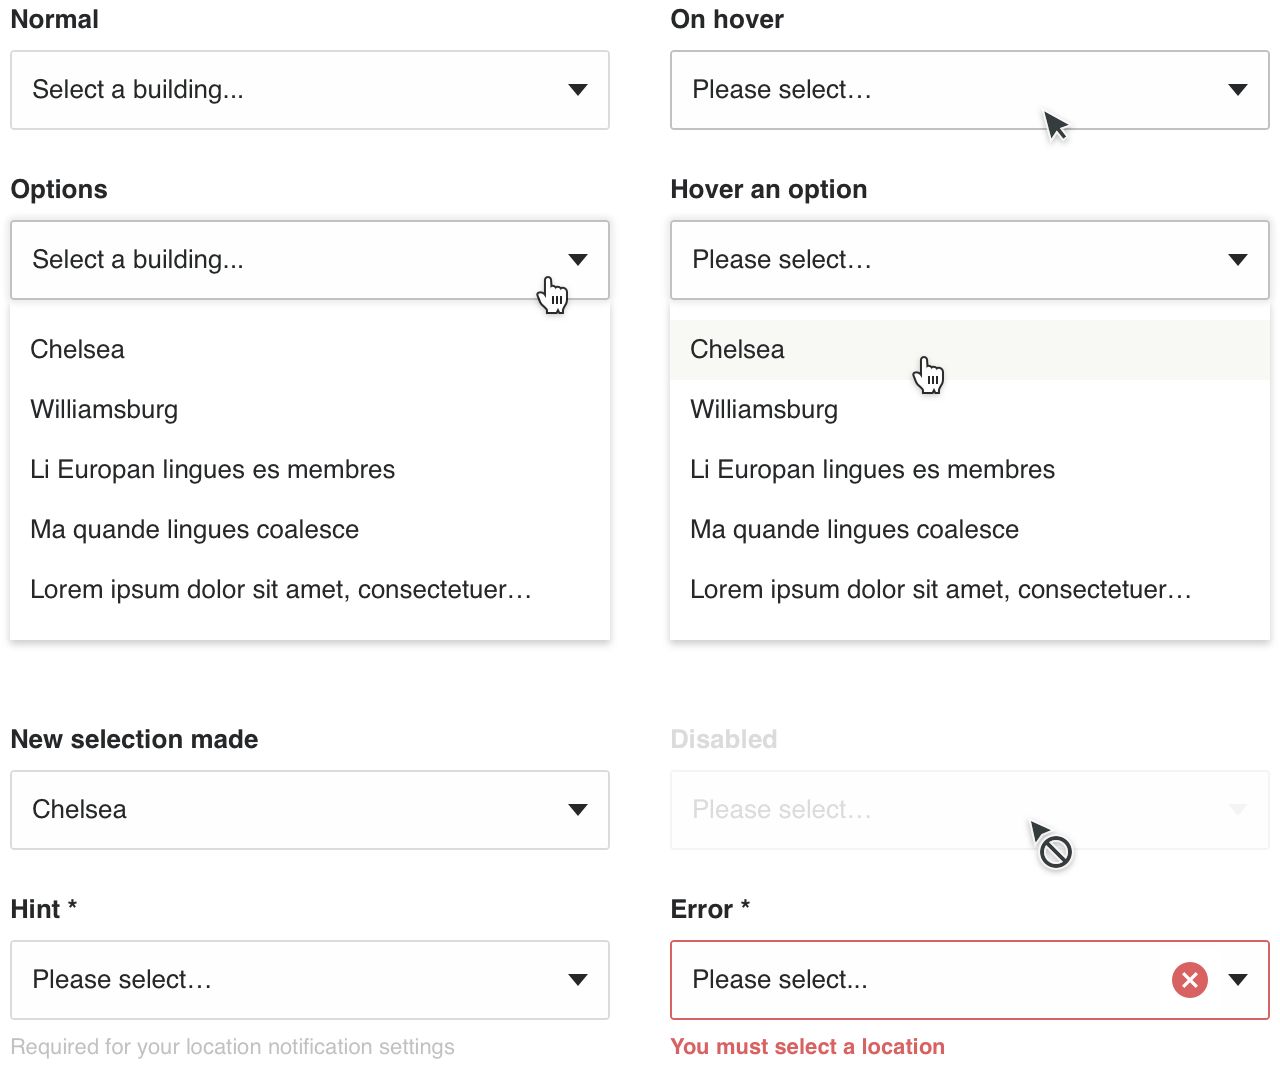 Normal
Select a building...
On hover
Please select…
Options
Select a building...
Chelsea
Williamsburg
Li Europan lingues es membres
Ma quande lingues coalesce
Lorem ipsum dolor sit amet, consectetuer…
Hover an option
Please select…
Chelsea
Williamsburg
Li Europan lingues es membres
Ma quande lingues coalesce
Lorem ipsum dolor sit amet, consectetuer…
New selection made
Chelsea
Disabled
Please select…
Hint *
Please select…
Required for your location notification settings
Error *
Please select...
You must select a location